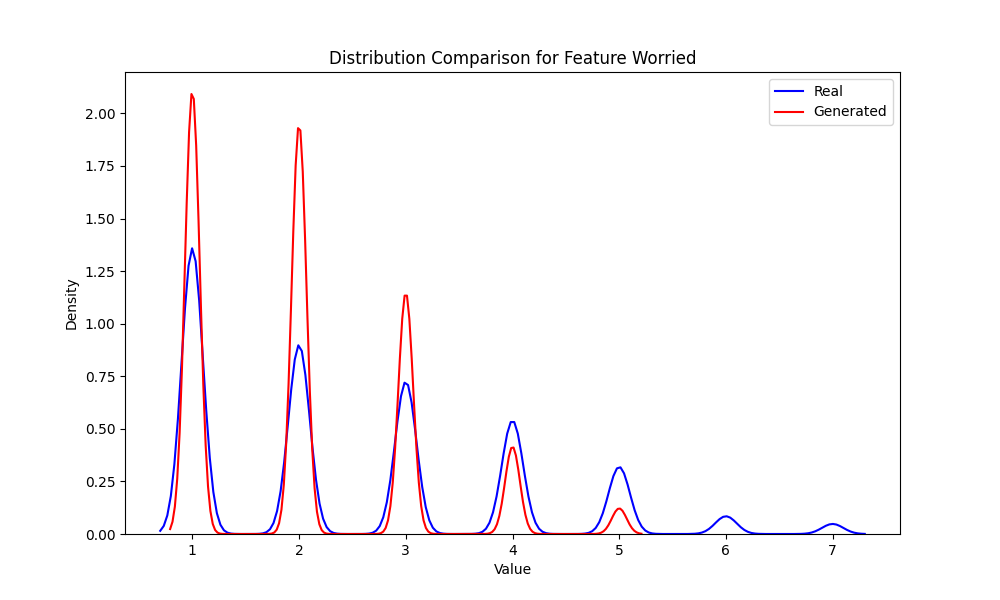 Distribution Comparison for Feature Worried
Real
Generated
Density
2.00
1.75
1.50
1.25
1.00
0.75
0.50
0.25
0.00
1 2 3 4 5 6 7
Value